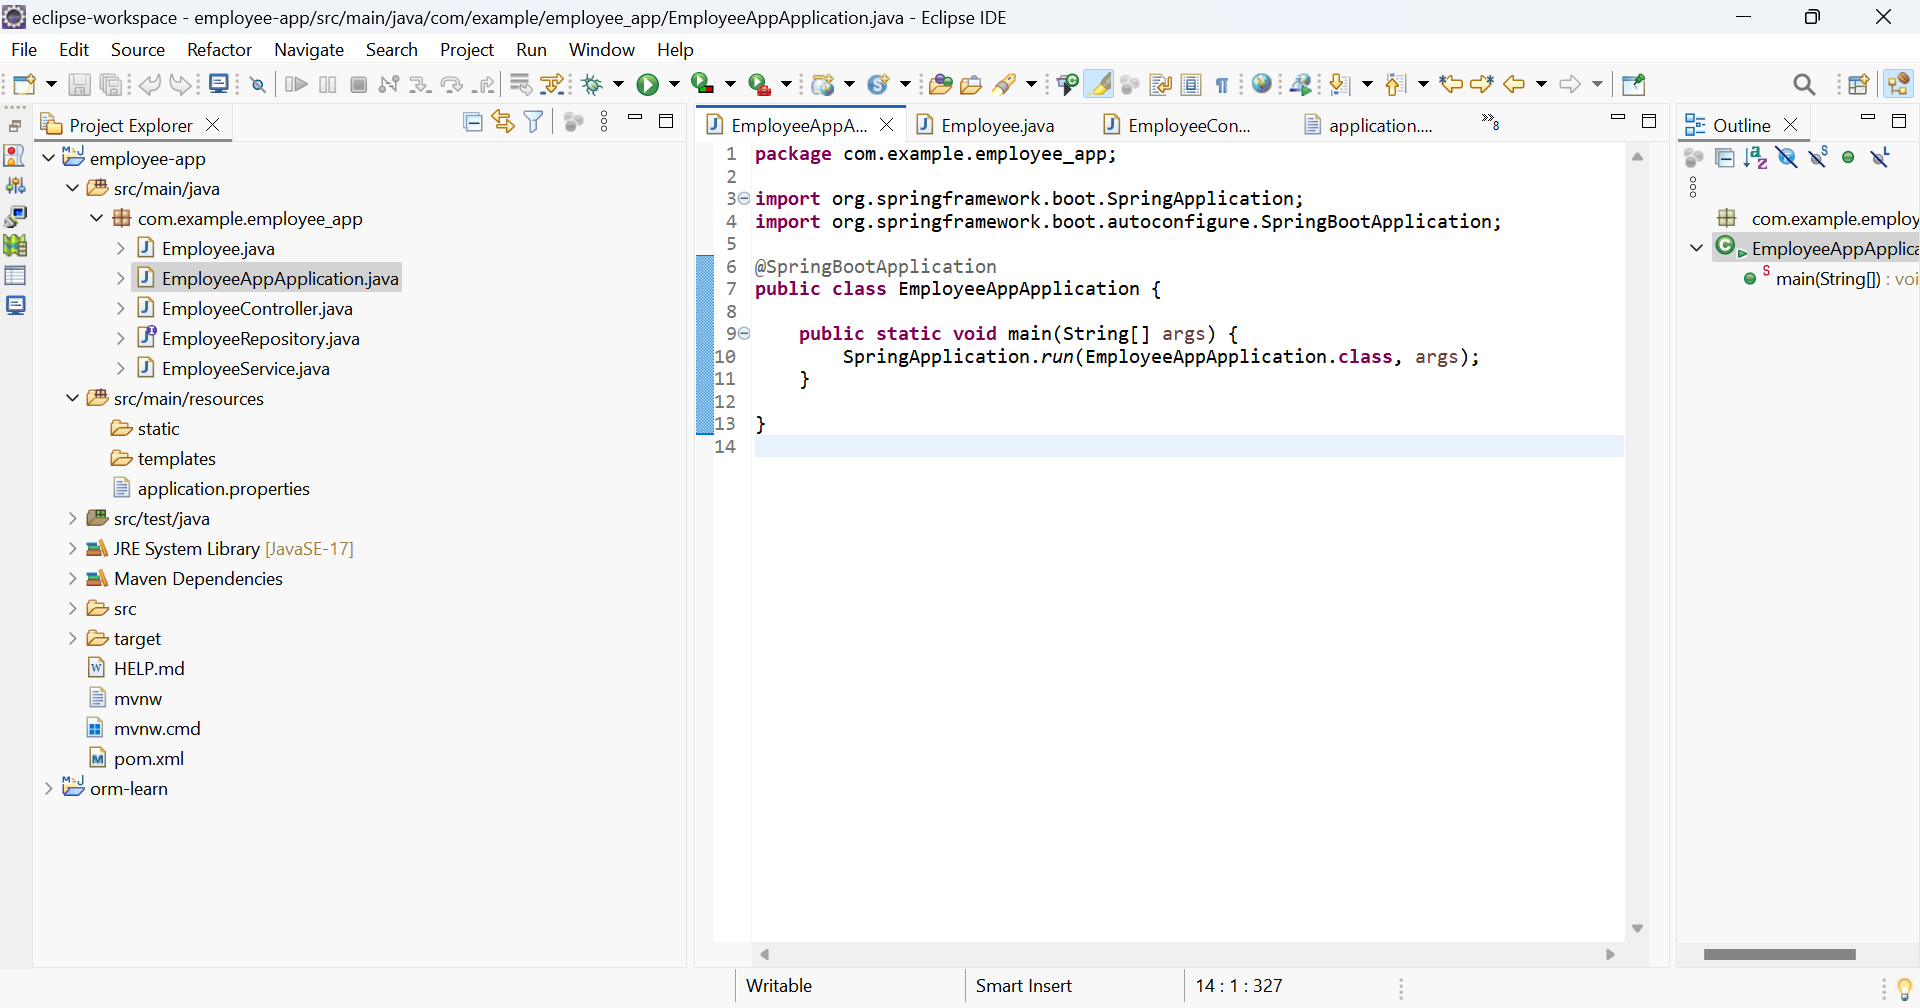 eclipse-workspace - employee-app/src/main/java/com/example/employee_app/EmployeeAppApplication.java - Eclipse IDE
File Edit Source Refactor Navigate Search Project Run Window Help
Project Explorer
employee-app
src/main/java
com.example.employee_app
Employee.java
EmployeeAppApplication.java
EmployeeController.java
EmployeeRepository.java
EmployeeService.java
src/main/resources
static
templates
application.properties
src/test/java
JRE System Library [JavaSE-17]
Maven Dependencies
src
target
HELP.md
mvnw
mvnw.cmd
pom.xml
orm-learn
EmployeeAppA... Employee.java EmployeeCon... application.... »8
1 package com.example.employee_app;
2
3 import org.springframework.boot.SpringApplication;
4 import org.springframework.boot.autoconfigure.SpringBootApplication;
5
6 @SpringBootApplication
7 public class EmployeeAppApplication {
8
9 public static void main(String[] args) {
10 SpringApplication.run(EmployeeAppApplication.class, args);
11 }
12
13 }
14
Outline
com.example.employ
EmployeeAppApplica
main(String[]) : voi
Writable Smart Insert 14 : 1 : 327